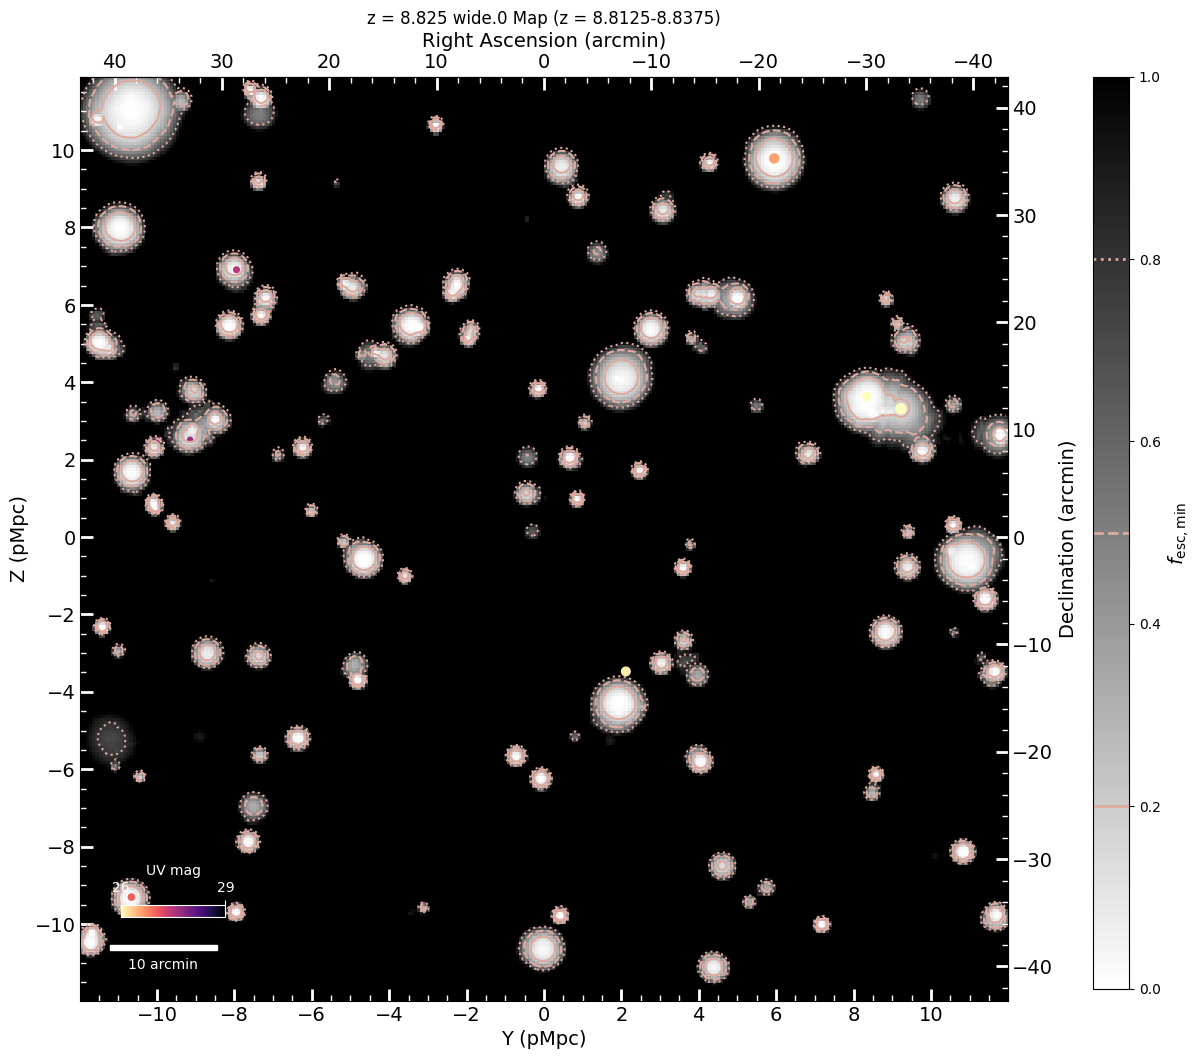 z = 8.825 wide.0 Map (z = 8.8125-8.8375)
Right Ascension (arcmin)
40 30 20 10 0 −10 −20 −30 −40
10
8
6
4
2
0
−2
−4
−6
−8
−10
Z (pMpc)
40
30
20
10
0
−10
−20
−30
−40
Declination (arcmin)
1.0
0.8
0.6
0.4
0.2
0.0
fesc,min
UV mag
26 29
10 arcmin
−10 −8 −6 −4 −2 0 2 4 6 8 10
Y (pMpc)